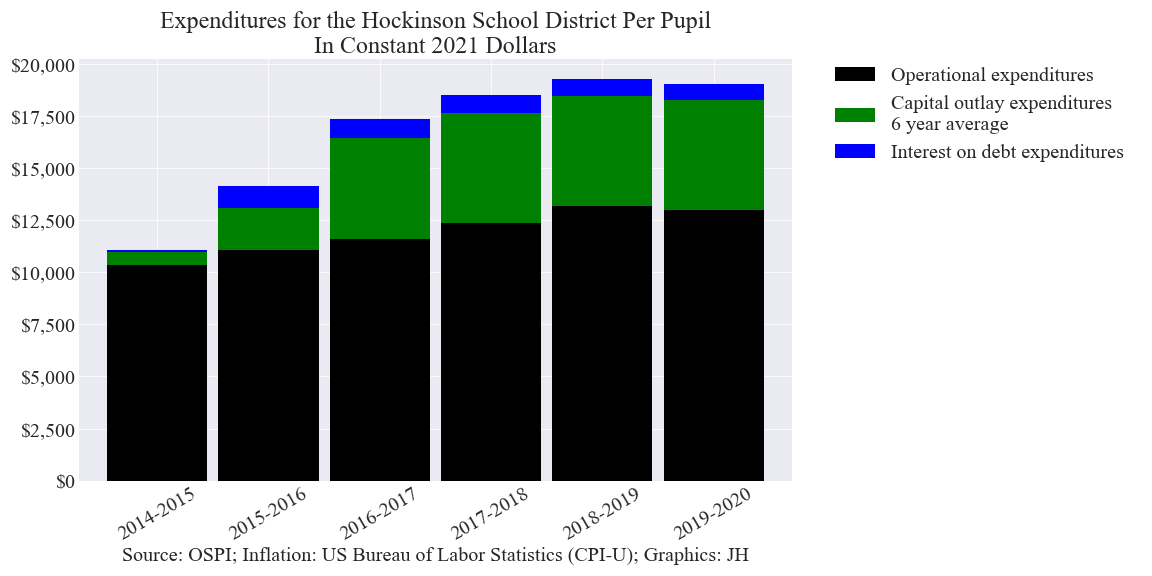 Expenditures for the Hockinson School District Per Pupil
In Constant 2021 Dollars
$20,000
$17,500
$15,000
$12,500
$10,000
$7,500
$5,000
$2,500
$0
2014-2015
2015-2016
2016-2017
2017-2018
2018-2019
2019-2020
Source: OSPI; Inflation: US Bureau of Labor Statistics (CPI-U); Graphics: JH
Operational expenditures
Capital outlay expenditures
6 year average
Interest on debt expenditures